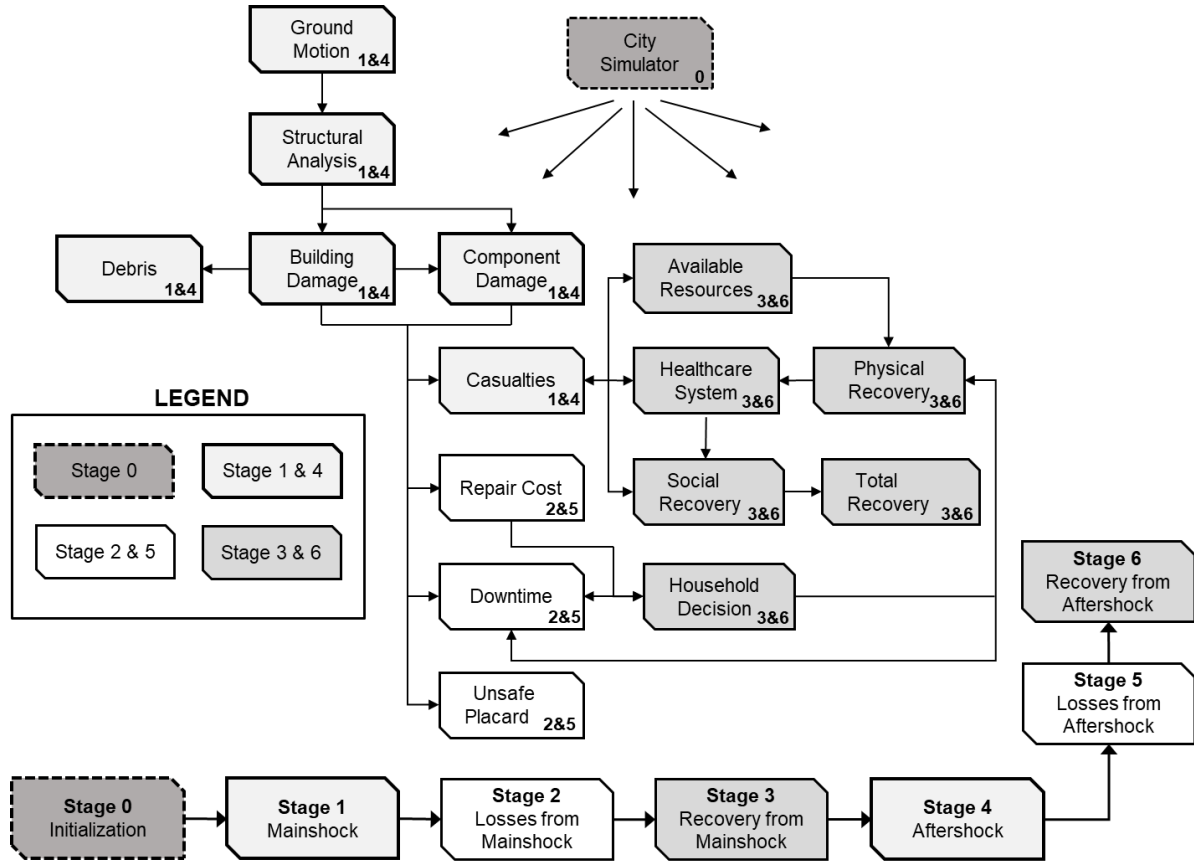 Ground
Motion
1&4
City
Simulator
0
Structural
Analysis
1&4
Debris
1&4
Building
Damage
1&4
Component
Damage
1&4
Available
Resources
3&6
Casualties
1&4
Healthcare
System
3&6
Physical
Recovery
3&6
LEGEND
Stage 0
Stage 1 & 4
Stage 2 & 5
Stage 3 & 6
Repair Cost
2&5
Social
Recovery
3&6
Total
Recovery
3&6
Downtime
2&5
Household
Decision
3&6
Unsafe
Placard
2&5
Stage 6
Recovery from
Aftershock
Stage 5
Losses from
Aftershock
Stage 0
Initialization
Stage 1
Mainshock
Stage 2
Losses from
Mainshock
Stage 3
Recovery from
Mainshock
Stage 4
Aftershock